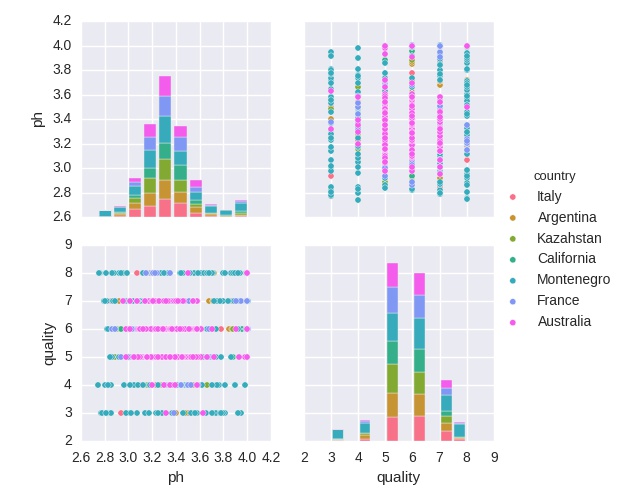 4.2
4.0
3.8
3.6
3.4
3.2
3.0
2.8
2.6
ph
country
Italy
Argentina
Kazahstan
California
Montenegro
France
Australia
9
8
7
6
5
4
3
2
quality
2.6 2.8 3.0 3.2 3.4 3.6 3.8 4.0 4.2
ph
2 3 4 5 6 7 8 9
quality